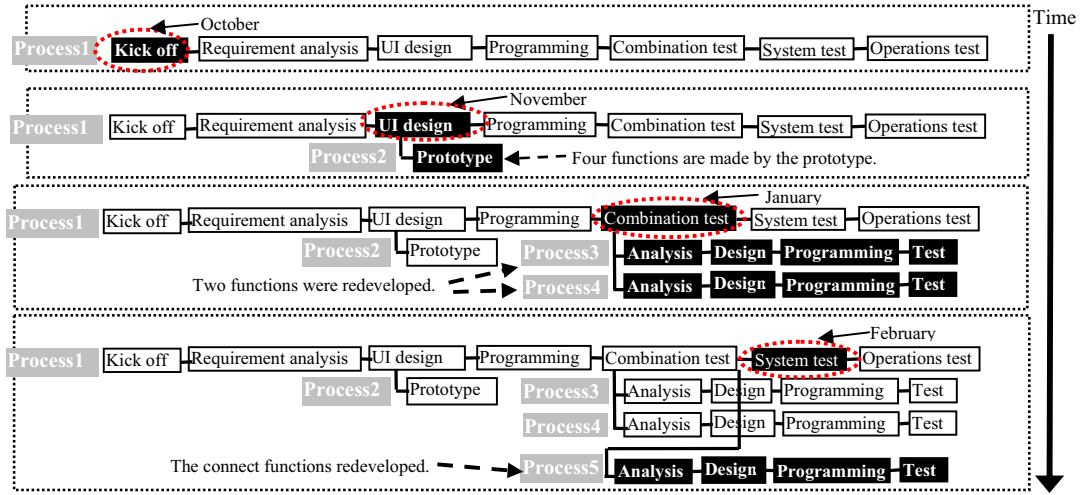 October
Time
Process1 Kick off Requirement analysis UI design Programming Combination test System test Operations test
November
Process1 Kick off Requirement analysis UI design Programming Combination test System test Operations test
Process2 Prototype Four functions are made by the prototype.
January
Process1 Kick off Requirement analysis UI design Programming Combination test System test Operations test
Process2 Prototype Process3 Analysis Design Programming Test
Two functions were redeveloped. Process4 Analysis Design Programming Test
February
Process1 Kick off Requirement analysis UI design Programming Combination test System test Operations test
Process2 Prototype Process3 Analysis Design Programming Test
Process4 Analysis Design Programming Test
The connect functions redeveloped. Process5 Analysis Design Programming Test